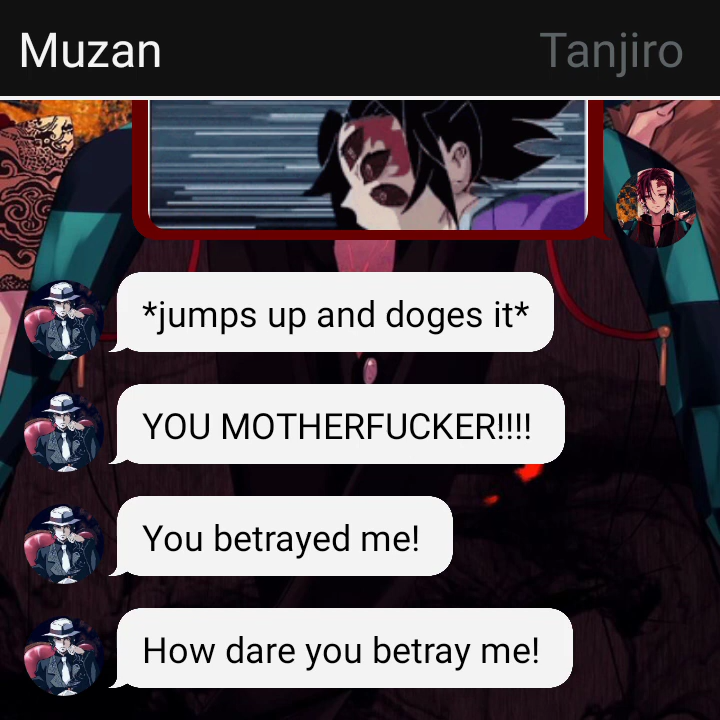 Muzan Tanjiro
*jumps up and doges it*
YOU MOTHERFUCKER!!!!
You betrayed me!
How dare you betray me!